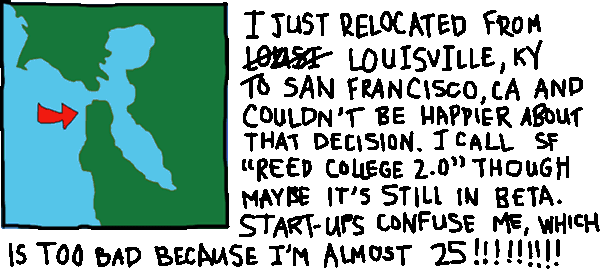 I JUST RELOCATED FROM
LOUISVILLE, KY
TO SAN FRANCISCO, CA AND
COULDN'T BE HAPPIER ABOUT
THAT DECISION. I CALL SF
"REED COLLEGE 2.0" THOUGH
MAYBE IT'S STILL IN BETA.
START-UPS CONFUSE ME, WHICH
IS TOO BAD BECAUSE I'M ALMOST 25!!!!!!!!!